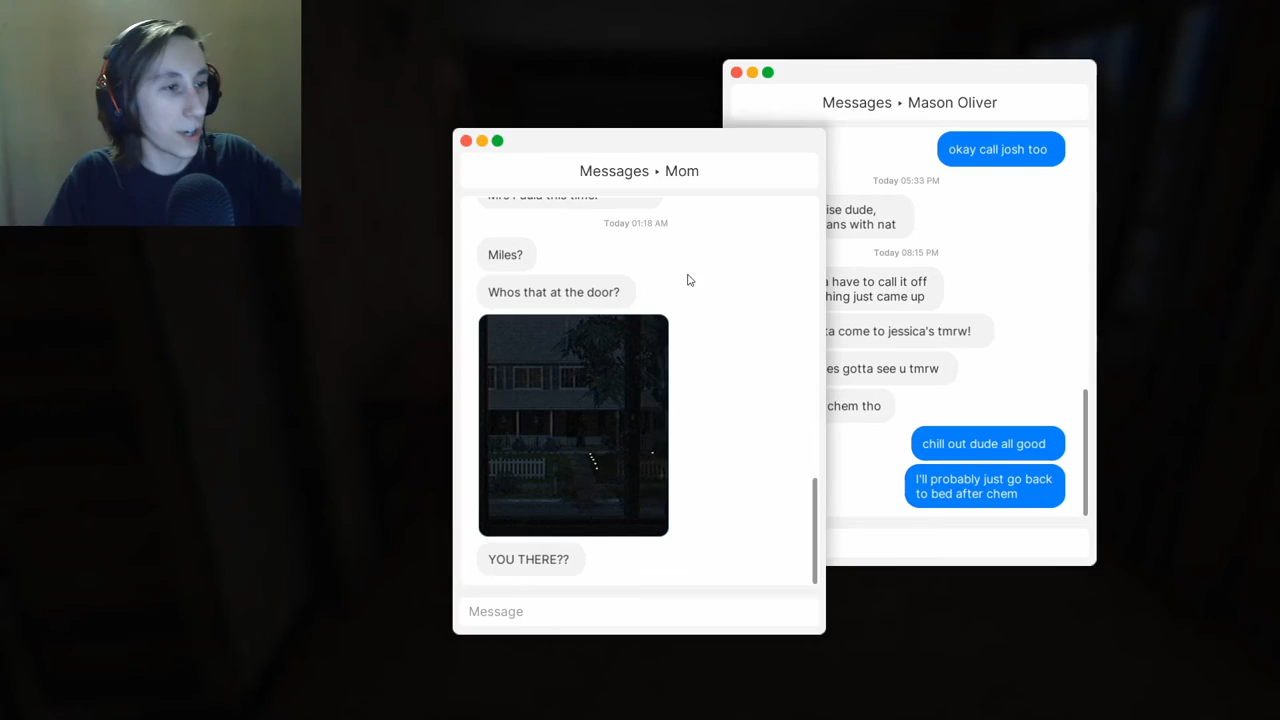 Messages ▸ Mason Oliver
okay call josh too
Today 05:33 PM
ise dude,
ans with nat
Today 08:15 PM
a have to call it off
hing just came up
ta come to jessica's tmrw!
es gotta see u tmrw
chem tho
chill out dude all good
I'll probably just go back
to bed after chem
Messages ▸ Mom
this time!
Today 01:18 AM
Miles?
Whos that at the door?
YOU THERE??
Message